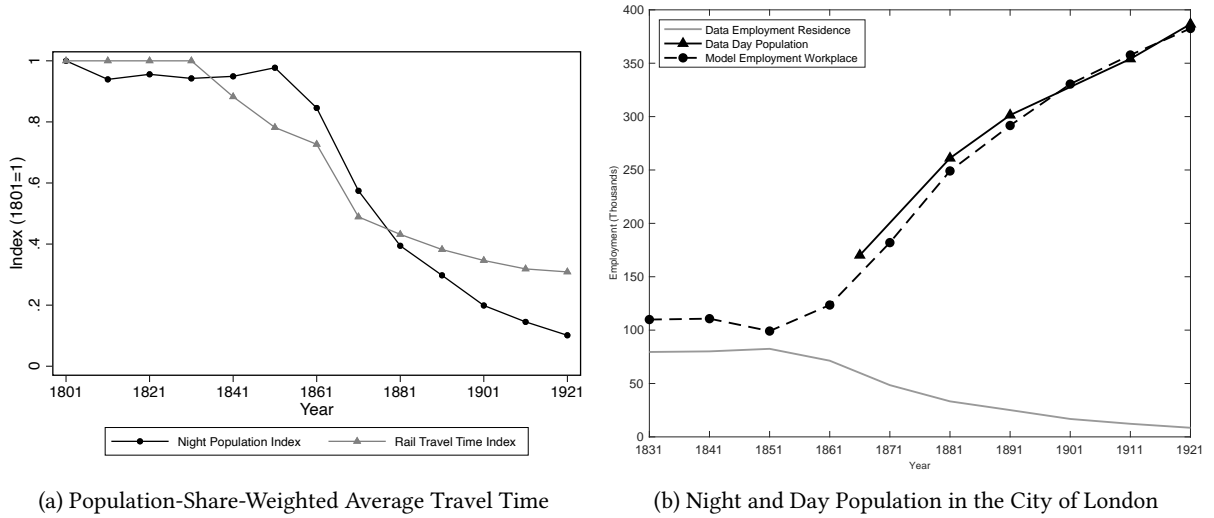 1
.8
.6
.4
.2
0
Index (1801=1)
1801 1821 1841 1861 1881 1901 1921
Year
Night Population Index Rail Travel Time Index
(a) Population-Share-Weighted Average Travel Time
400
350
300
250
200
150
100
50
0
Employment (Thousands)
Data Employment Residence
Data Day Population
Model Employment Workplace
1831 1841 1851 1861 1871 1881 1891 1901 1911 1921
Year
(b) Night and Day Population in the City of London